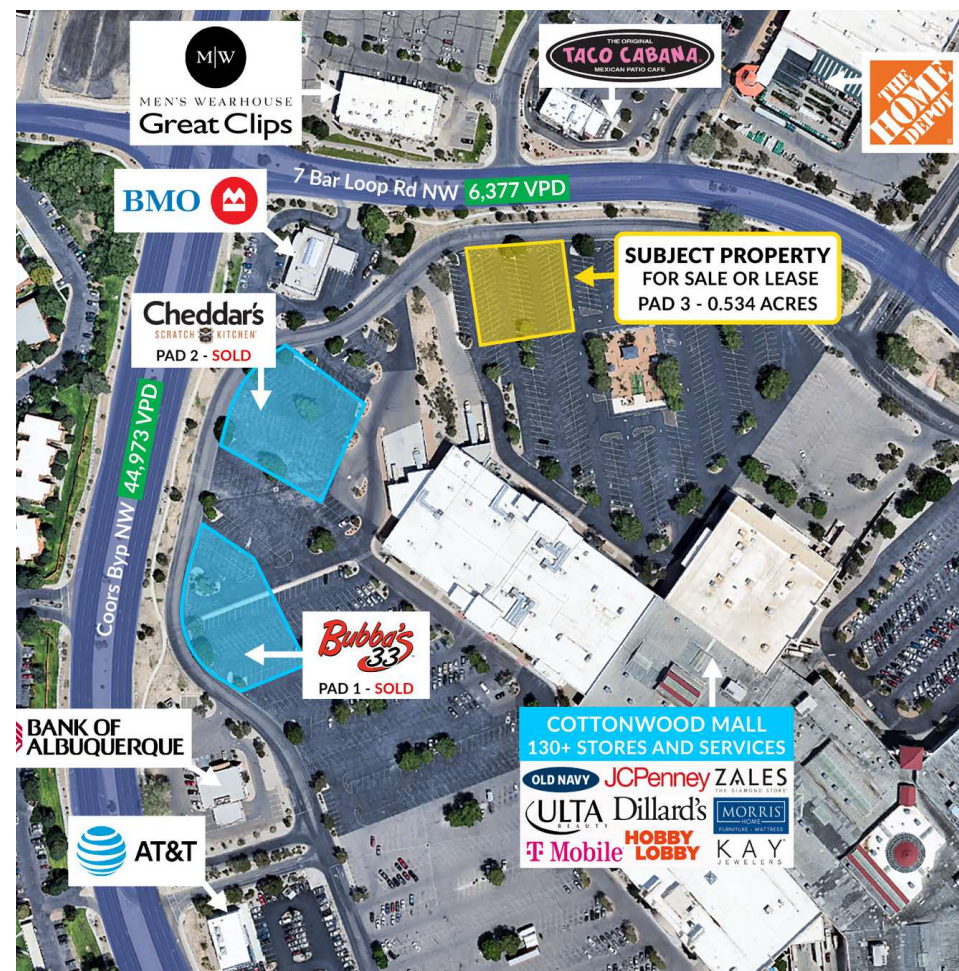 M|W
MEN'S WEARHOUSE
Great Clips
THE ORIGINAL
TACO CABANA
MEXICAN PATIO CAFE
THE
HOME
DEPOT
BMO
7 Bar Loop Rd NW 6,377 VPD
SUBJECT PROPERTY
FOR SALE OR LEASE
PAD 3 - 0.534 ACRES
Cheddar's
SCRATCH KITCHEN
PAD 2 - SOLD
Coors Byp NW 44,973 VPD
Bubba's
33
PAD 1 - SOLD
BANK OF
ALBUQUERQUE
AT&T
COTTONWOOD MALL
130+ STORES AND SERVICES
OLD NAVY JCPenney ZALES
THE DIAMOND STORE
ULTA Dillard's MORRIS
BEAUTY HOME
FURNITURE - MATTRESS
T Mobile HOBBY LOBBY KAY
JEWELERS